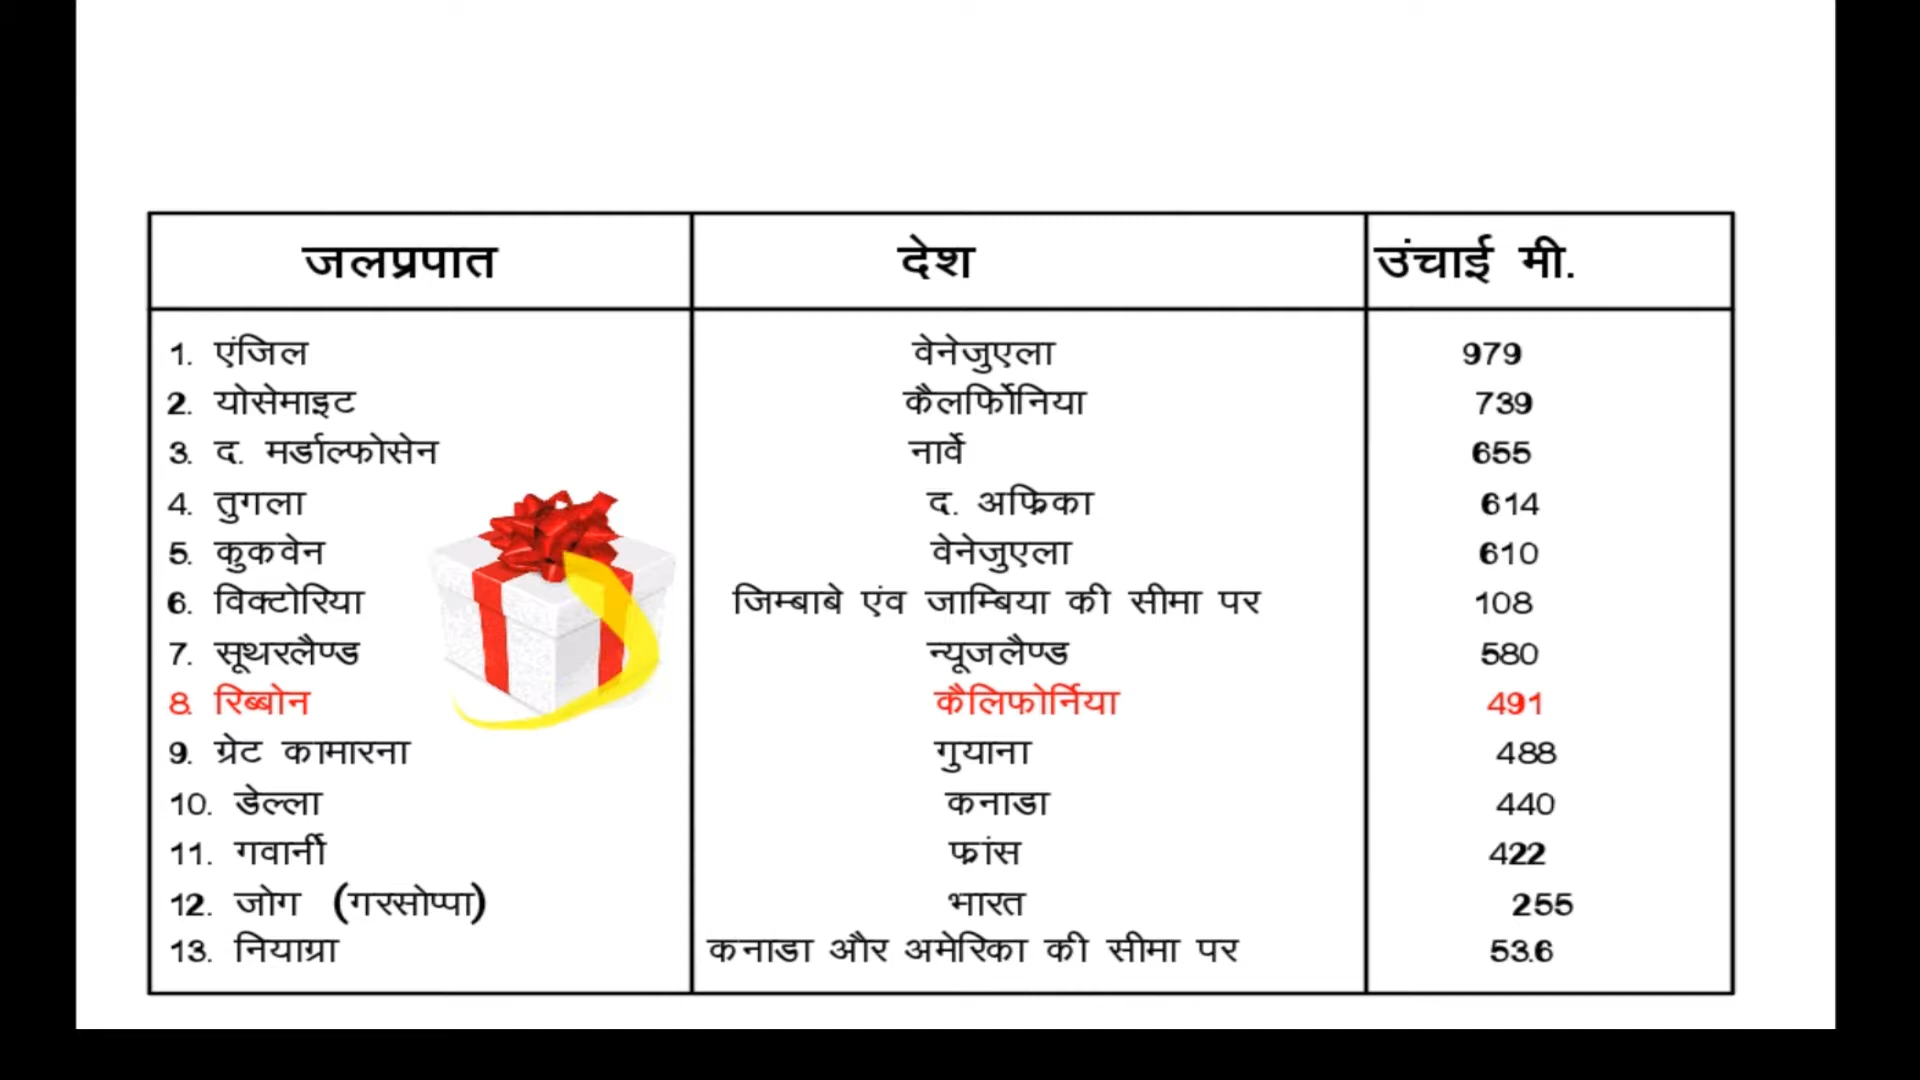 जलप्रपात देश उंचाई मी.
1. एंजिल वेनेजुएला 979
2. योसेमाइट कैलर्फोिनिया 739
3. द. मर्डाल्फोसेन नार्वे 655
4. तुगला द. अफ्रिका 614
5. कुकवेन वेनेजुएला 610
6. विक्टोरिया जिम्बाबे एंव जाम्बिया की सीमा पर 108
7. सूथरलैण्ड न्यूजलैण्ड 580
8. रिब्बोन कैलिफोर्निया 491
9. ग्रेट कामारना गुयाना 488
10. डेल्ला कनाडा 440
11. गवार्नी फ्रांस 422
12. जोग (गरसोप्पा) भारत 255
13. नियाग्रा कनाडा और अमेरिका की सीमा पर 53.6